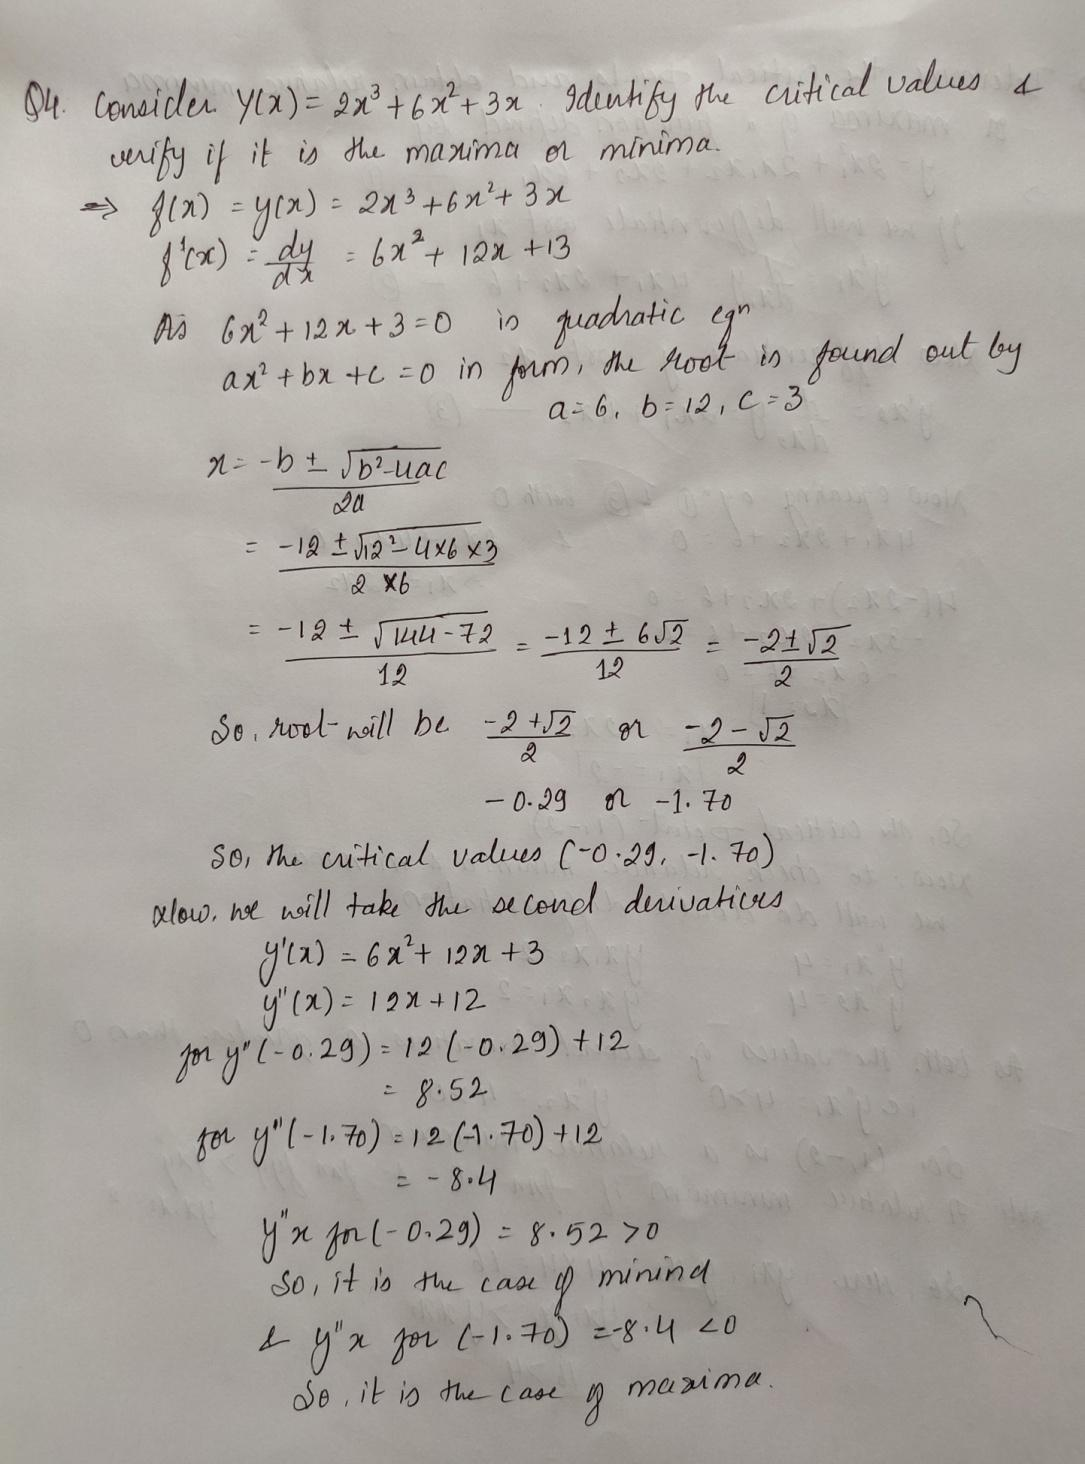 Q4. Consider y(x) = 2x³ + 6x² + 3x. Identify the critical values &
verify if it is the maxima or minima.
⇒ f(x) = y(x) = 2x³ + 6x² + 3x
f'(x) = dy/dx = 6x² + 12x + 13
As 6x² + 12x + 3 = 0 is quadratic eqn
ax² + bx + c = 0 in form, the root is found out by
a = 6, b = 12, c = 3
x = -b ± √b²-4ac / 2a
= -12 ± √12² - 4×6×3 / 2×6
= -12 ± √144-72 / 12 = -12 ± 6√2 / 12 = -2±√2 / 2
So, root will be -2+√2 / 2 or -2-√2 / 2
-0.29 or -1.70
So, the critical values (-0.29, -1.70)
Now, we will take the second derivatives
y'(x) = 6x² + 12x + 3
y"(x) = 12x + 12
for y"(-0.29) = 12(-0.29) + 12
= 8.52
for y"(-1.70) = 12(-1.70) + 12
= -8.4
y"x for (-0.29) = 8.52 > 0
So, it is the case of minima
& y"x for (-1.70) = -8.4 < 0
So, it is the case of maxima.